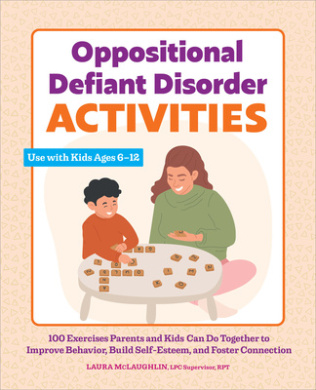 Oppositional
Defiant Disorder
ACTIVITIES
Use with Kids Ages 6–12
100 Exercises Parents and Kids Can Do Together to
Improve Behavior, Build Self-Esteem, and Foster Connection
LAURA McLAUGHLIN, LPC Supervisor, RPT